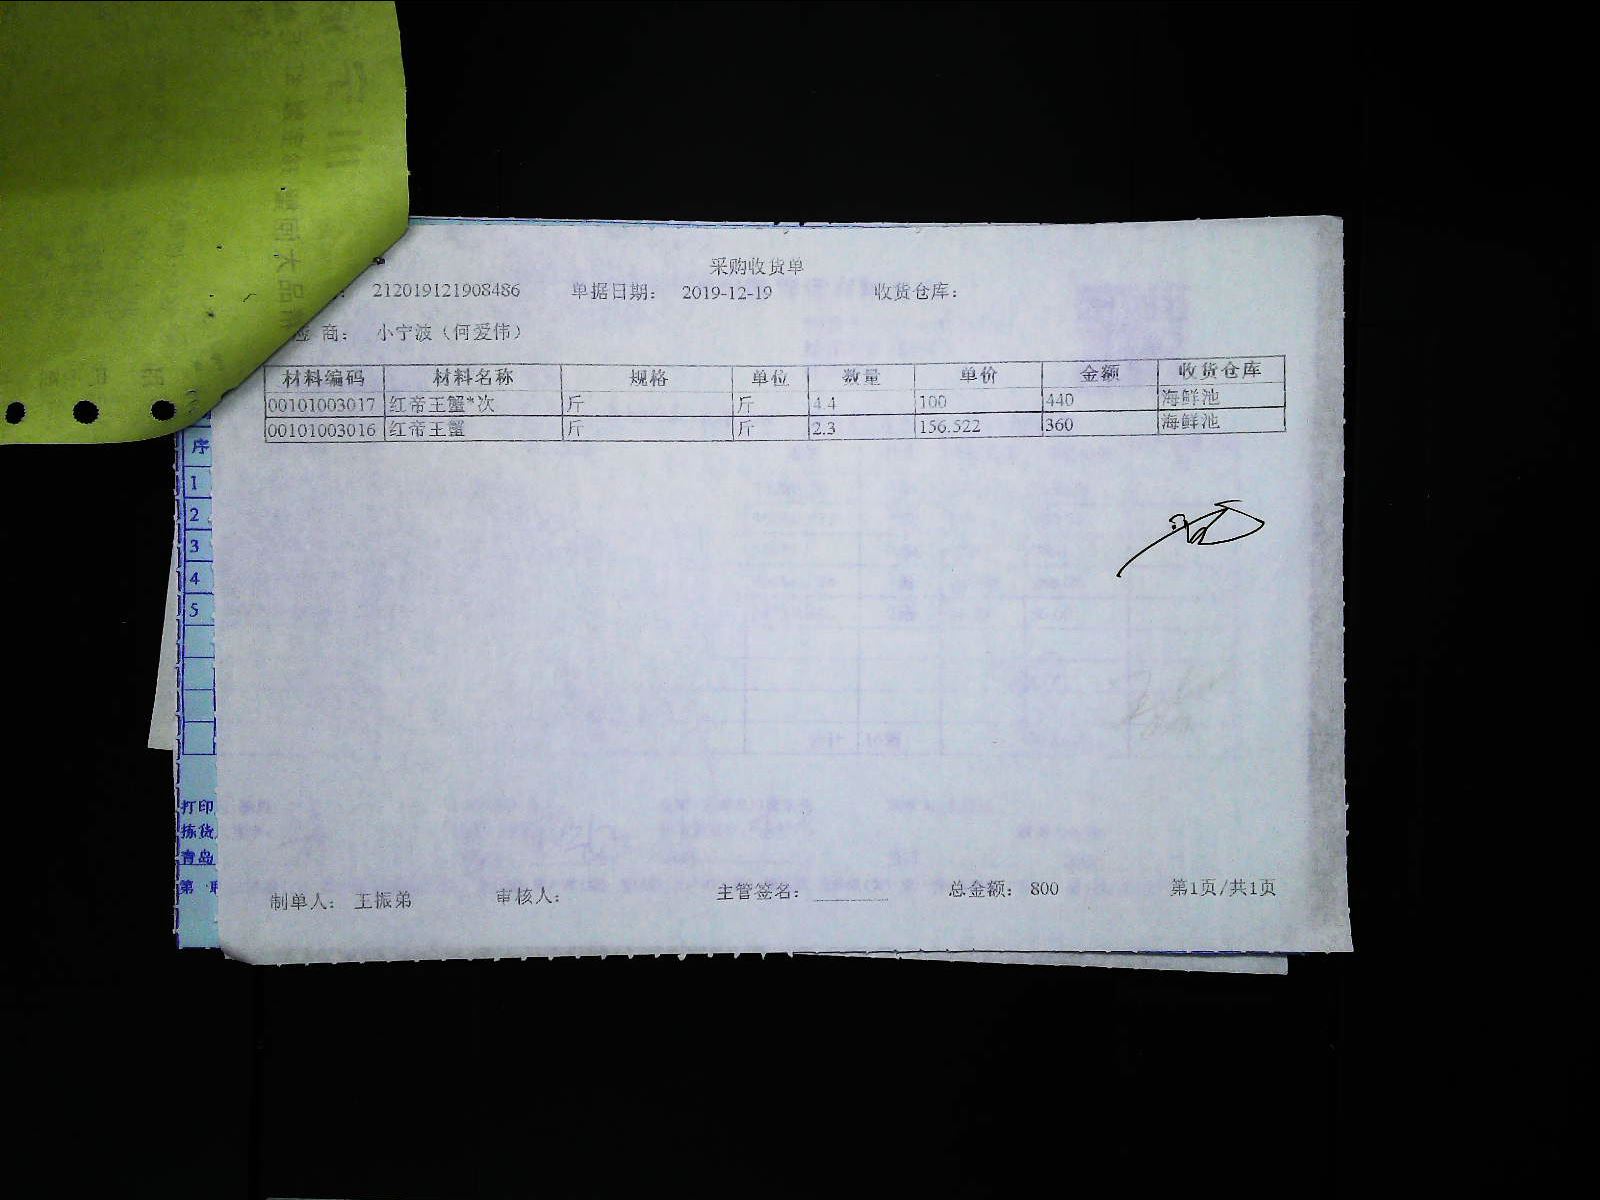 采购收货单
212019121908486 单据日期： 2019-12-19 收货仓库：
商： 小宁波（何爱伟）
材料编码 材料名称 规格 单位 数量 单价 金额 收货仓库
00101003017 红帝王蟹*次 斤 斤 4.4 100 440 海鲜池
00101003016 红帝王蟹 斤 斤 2.3 156.522 360 海鲜池
序
1
2
3
4
5
打印
拣货
青岛
第
制单人： 王振弟 审核人： 主管签名： 总金额： 800 第1页/共1页